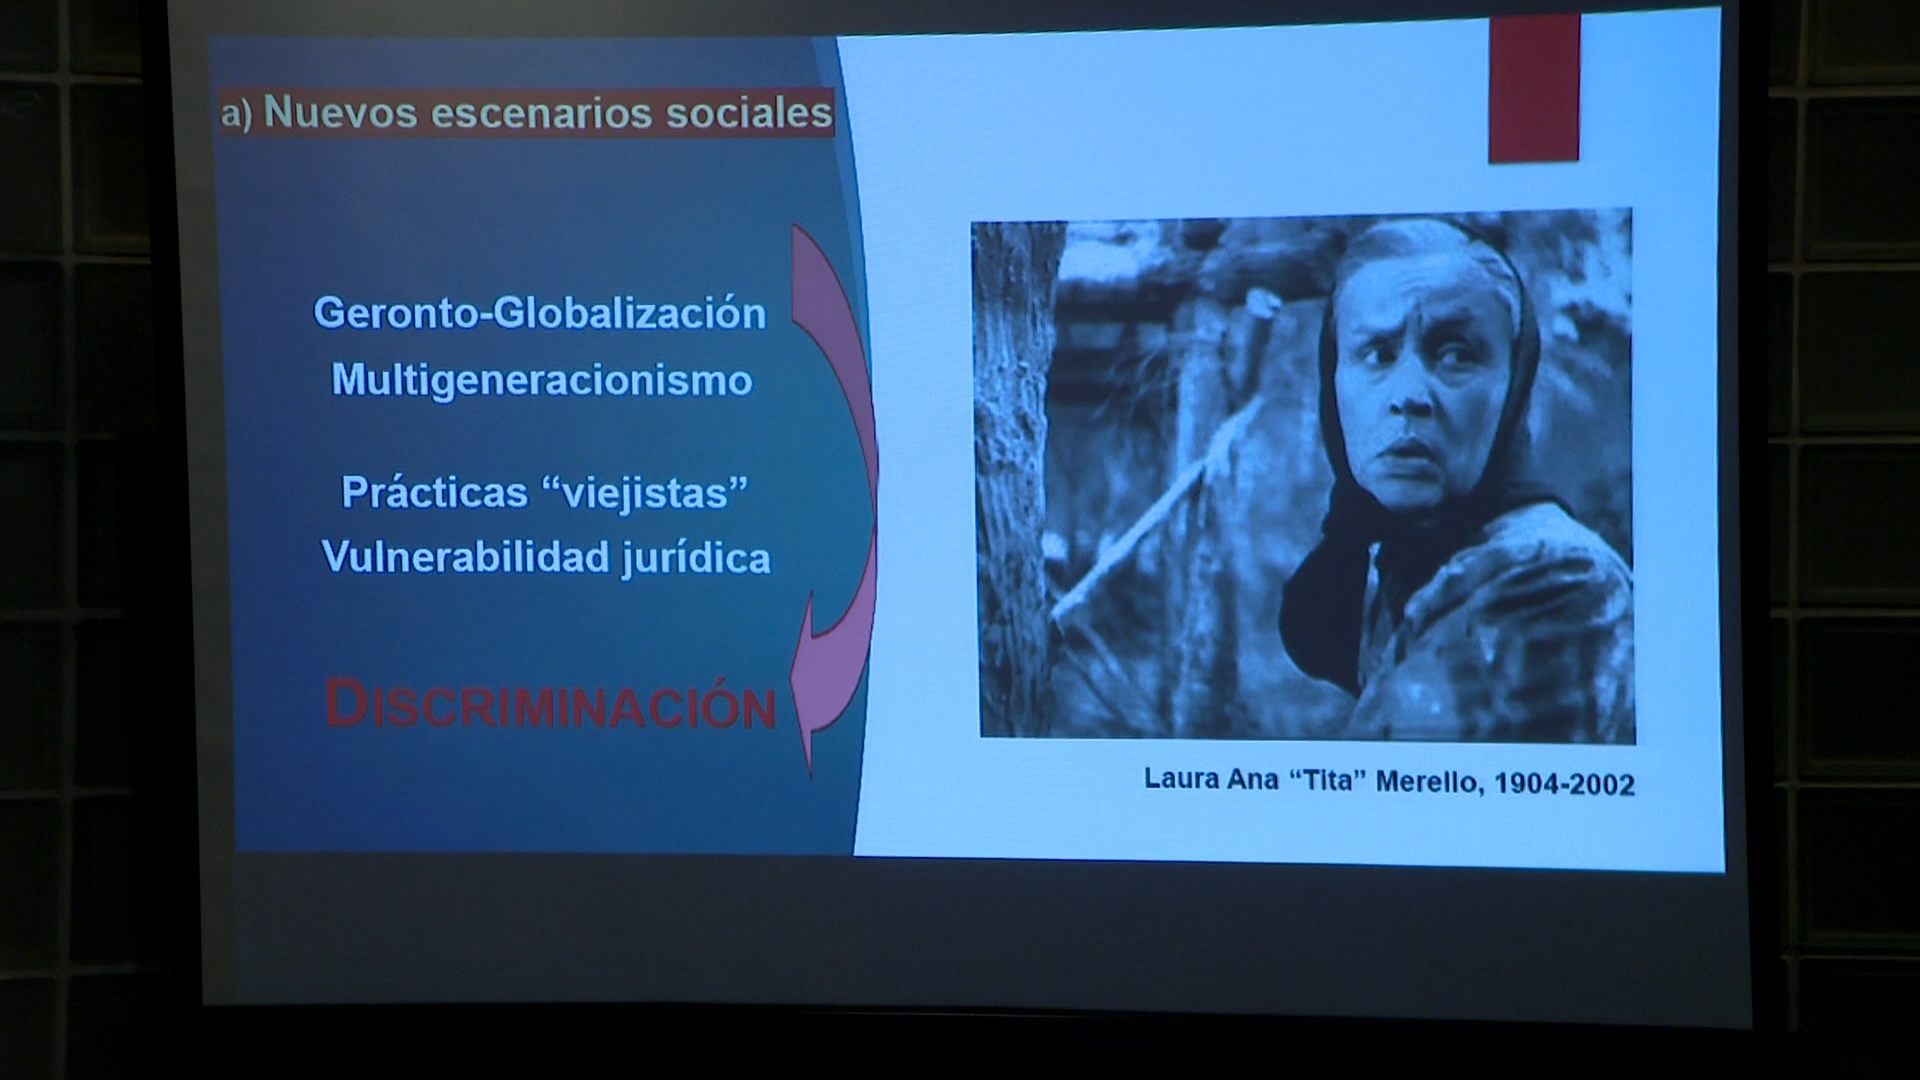 a) Nuevos escenarios sociales
Geronto-Globalización
Multigeneracionismo
Prácticas “viejistas”
Vulnerabilidad jurídica
DISCRIMINACIÓN
Laura Ana “Tita” Merello, 1904-2002